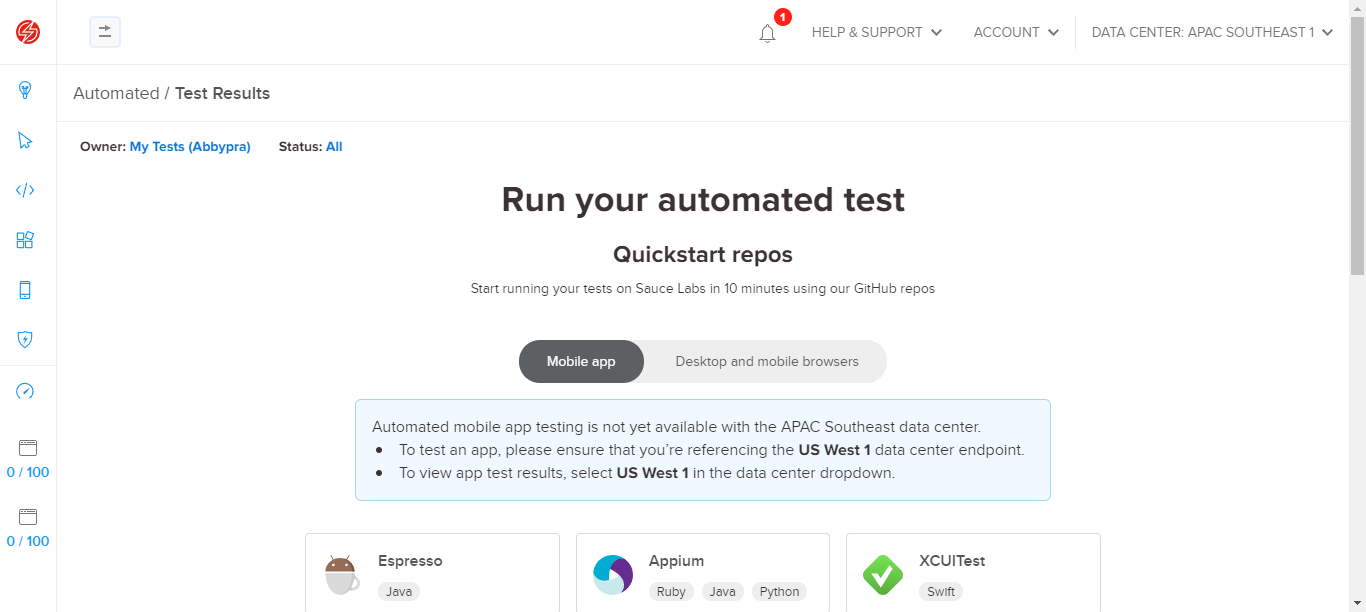 1
HELP & SUPPORT
ACCOUNT
DATA CENTER: APAC SOUTHEAST 1
Automated / Test Results
Owner: My Tests (Abbypra) Status: All
Run your automated test
Quickstart repos
Start running your tests on Sauce Labs in 10 minutes using our GitHub repos
Mobile app
Desktop and mobile browsers
Automated mobile app testing is not yet available with the APAC Southeast data center.
• To test an app, please ensure that you're referencing the US West 1 data center endpoint.
• To view app test results, select US West 1 in the data center dropdown.
0 / 100
0 / 100
Espresso
Java
Appium
Ruby Java Python
XCUITest
Swift